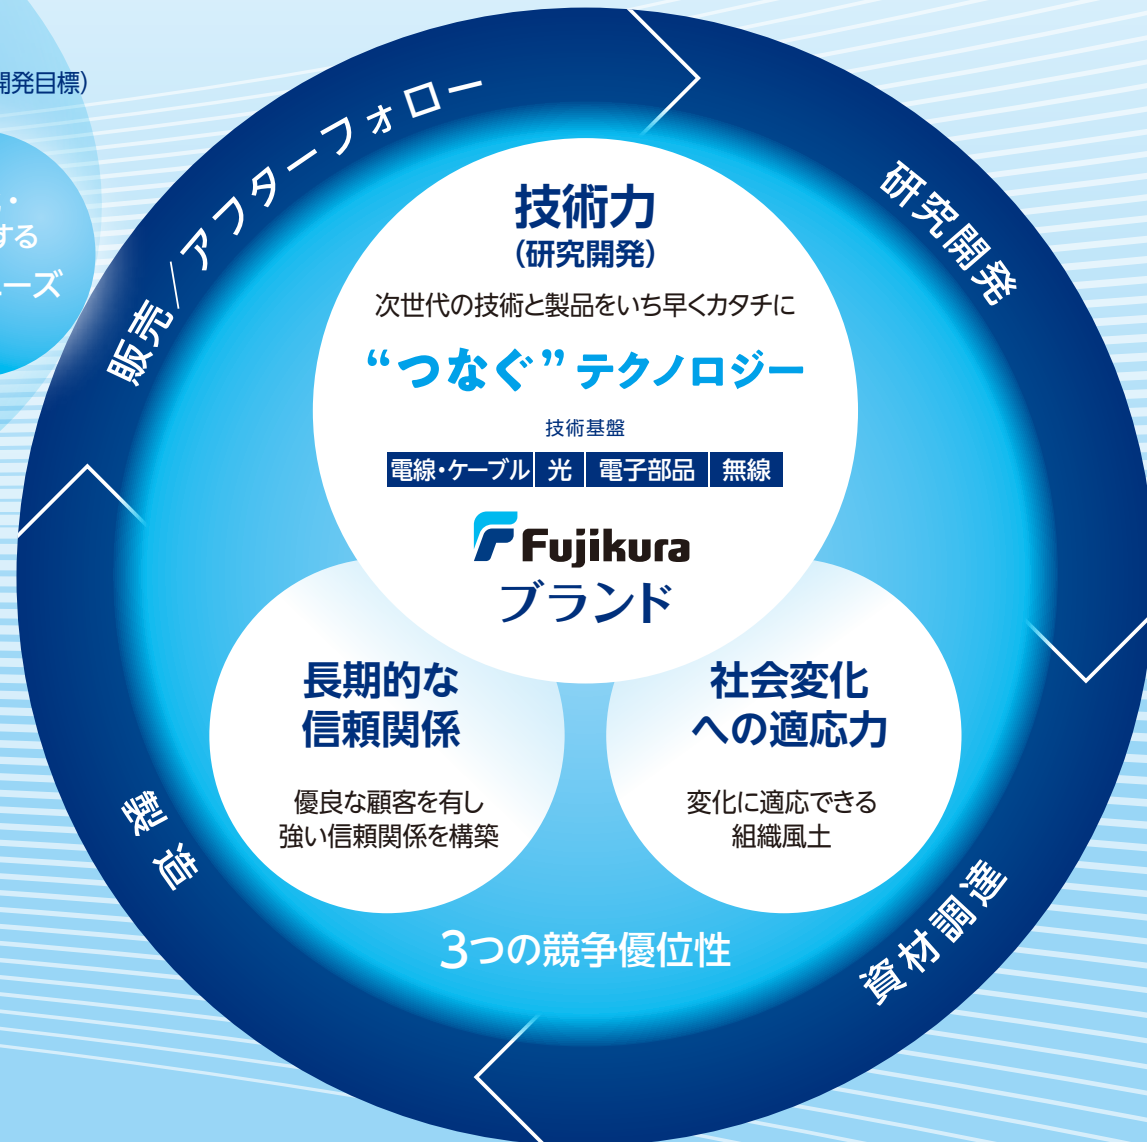 開発目標)
する
ーズ
販売／アフターフォロー
研究開発
資材調達
製造
技術力
(研究開発)
次世代の技術と製品をいち早くカタチに
“つなぐ”テクノロジー
技術基盤
電線・ケーブル 光 電子部品 無線
Fujikura
ブランド
長期的な
信頼関係
優良な顧客を有し
強い信頼関係を構築
社会変化
への適応力
変化に適応できる
組織風土
3つの競争優位性